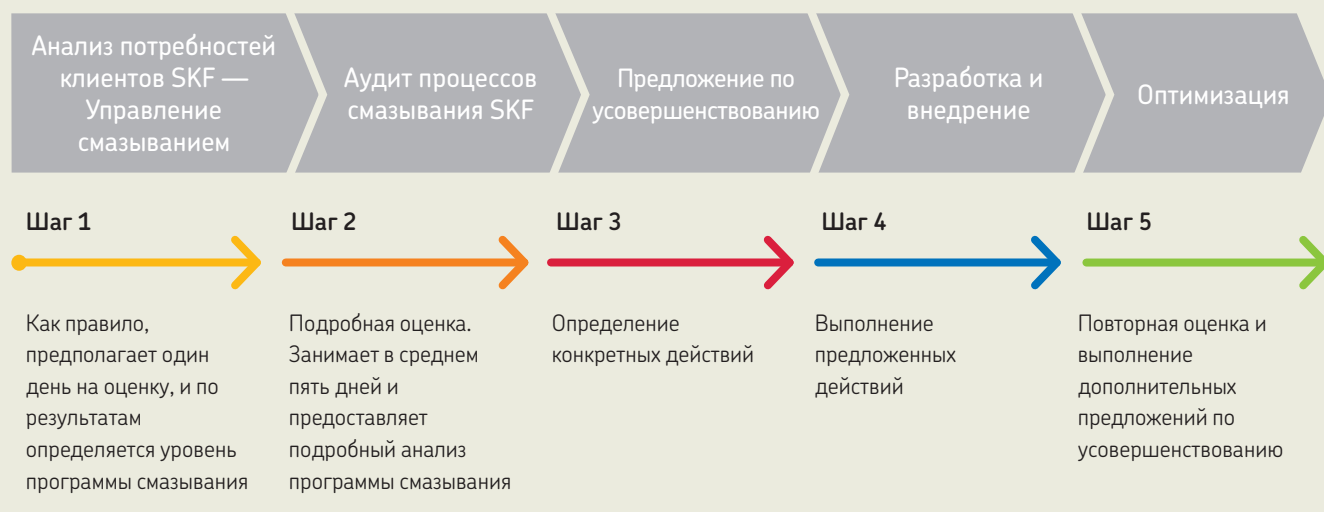 Анализ потребностей
клиентов SKF —
Управление
смазыванием
Аудит процессов
смазывания SKF
Предложение по
усовершенствованию
Разработка и
внедрение
Оптимизация
Шаг 1
Как правило,
предполагает один
день на оценку, и по
результатам
определяется уровень
программы смазывания
Шаг 2
Подробная оценка.
Занимает в среднем
пять дней и
предоставляет
подробный анализ
программы смазывания
Шаг 3
Определение
конкретных действий
Шаг 4
Выполнение
предложенных
действий
Шаг 5
Повторная оценка и
выполнение
дополнительных
предложений по
усовершенствованию